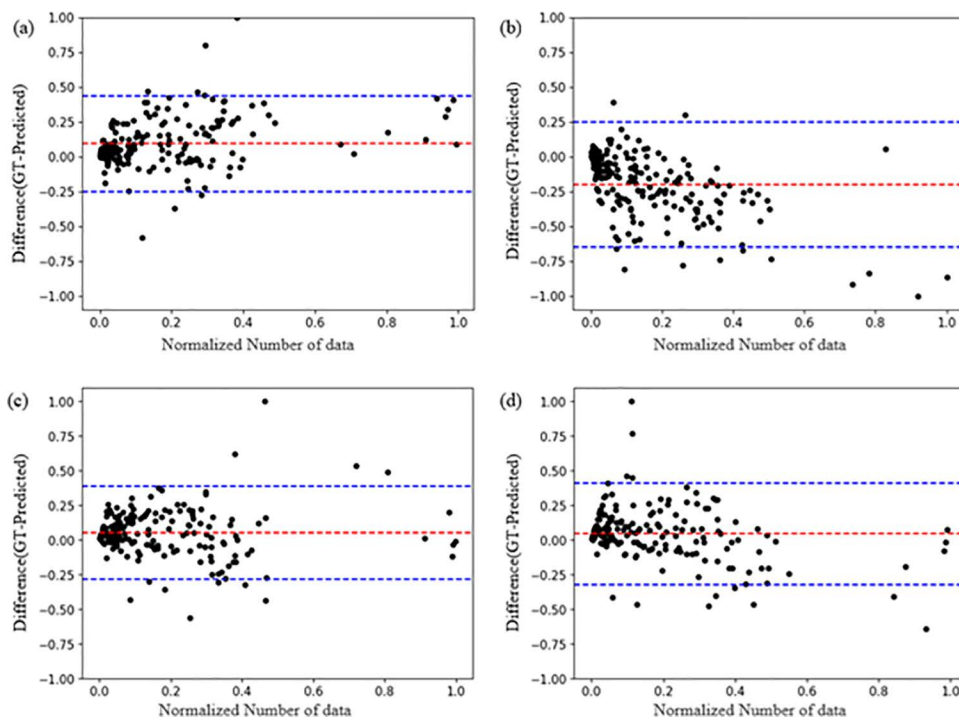 (a)
Difference(GT-Predicted)
1.00
0.75
0.50
0.25
0.00
−0.25
−0.50
−0.75
−1.00
0.0 0.2 0.4 0.6 0.8 1.0
Normalized Number of data
(b)
Difference(GT-Predicted)
1.00
0.75
0.50
0.25
0.00
−0.25
−0.50
−0.75
−1.00
0.0 0.2 0.4 0.6 0.8 1.0
Normalized Number of data
(c)
Difference(GT-Predicted)
1.00
0.75
0.50
0.25
0.00
−0.25
−0.50
−0.75
−1.00
0.0 0.2 0.4 0.6 0.8 1.0
Normalized Number of data
(d)
Difference(GT-Predicted)
1.00
0.75
0.50
0.25
0.00
−0.25
−0.50
−0.75
−1.00
0.0 0.2 0.4 0.6 0.8 1.0
Normalized Number of data